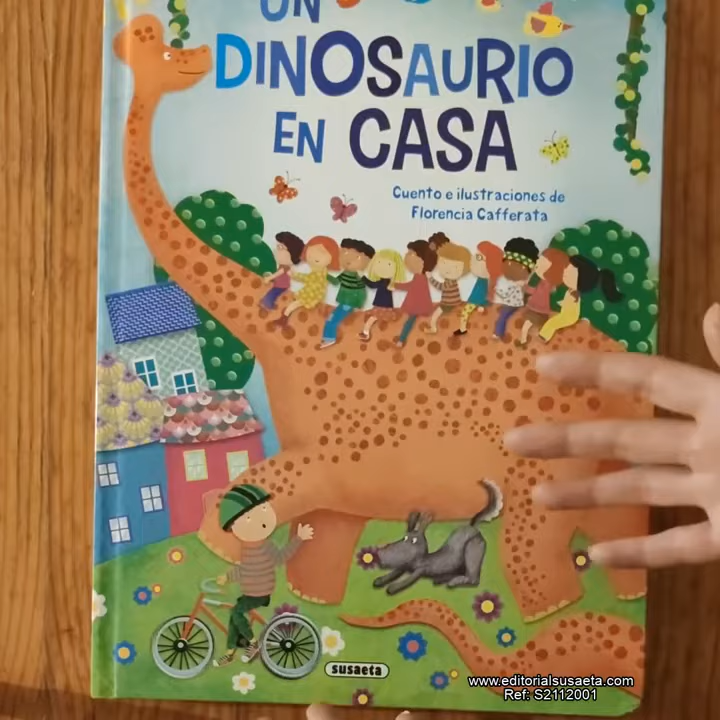 UN
DINOSAURIO
EN CASA
Cuento e ilustraciones de
Florencia Cafferata
susaeta
www.editorialsusaeta.com
Ref: S2112001